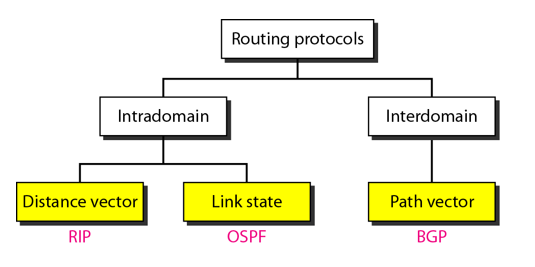 Routing protocols
Intradomain
Interdomain
Distance vector
Link state
Path vector
RIP
OSPF
BGP